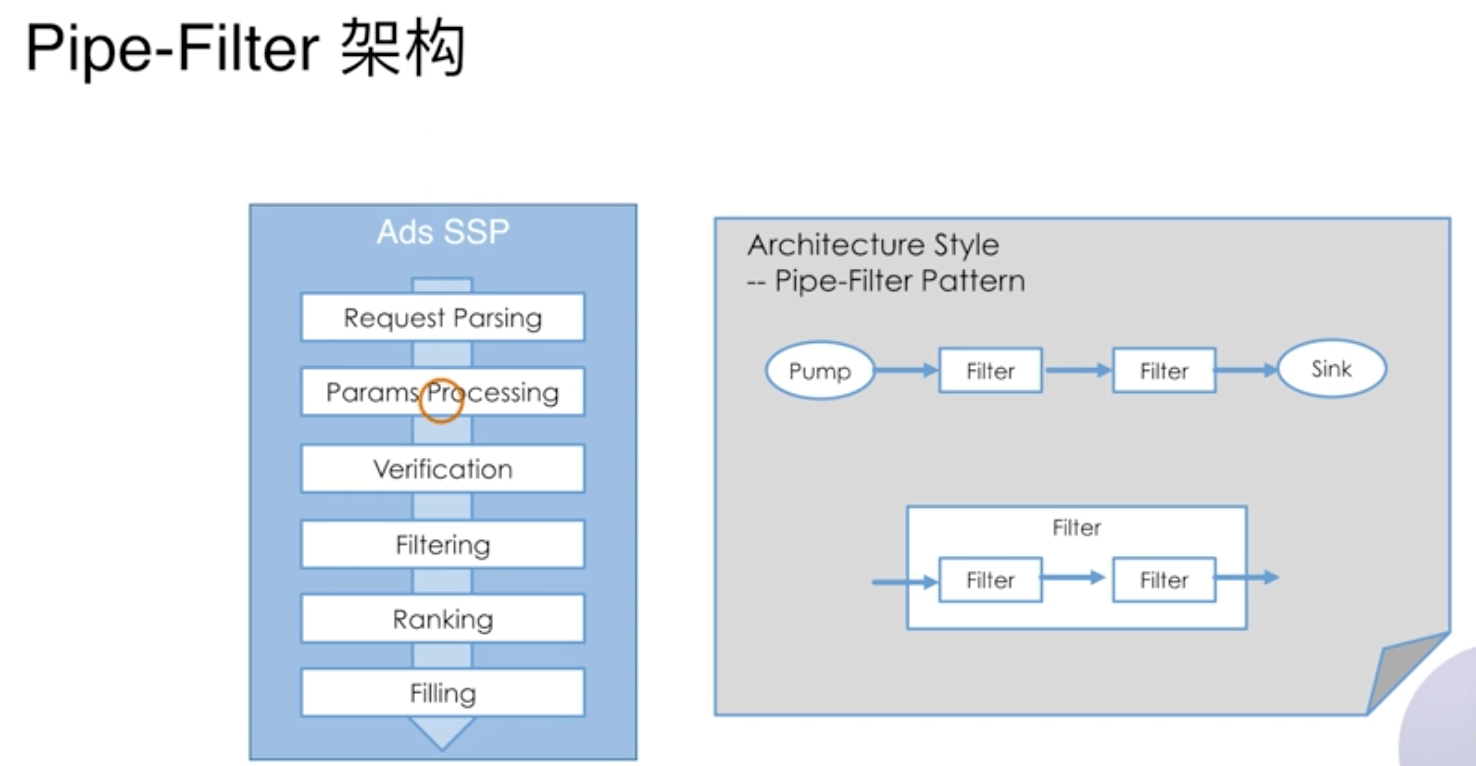 Pipe-Filter 架构
Ads SSP
Request Parsing
Params Processing
Verification
Filtering
Ranking
Filling
Architecture Style
-- Pipe-Filter Pattern
Pump
Filter
Filter
Sink
Filter
Filter
Filter